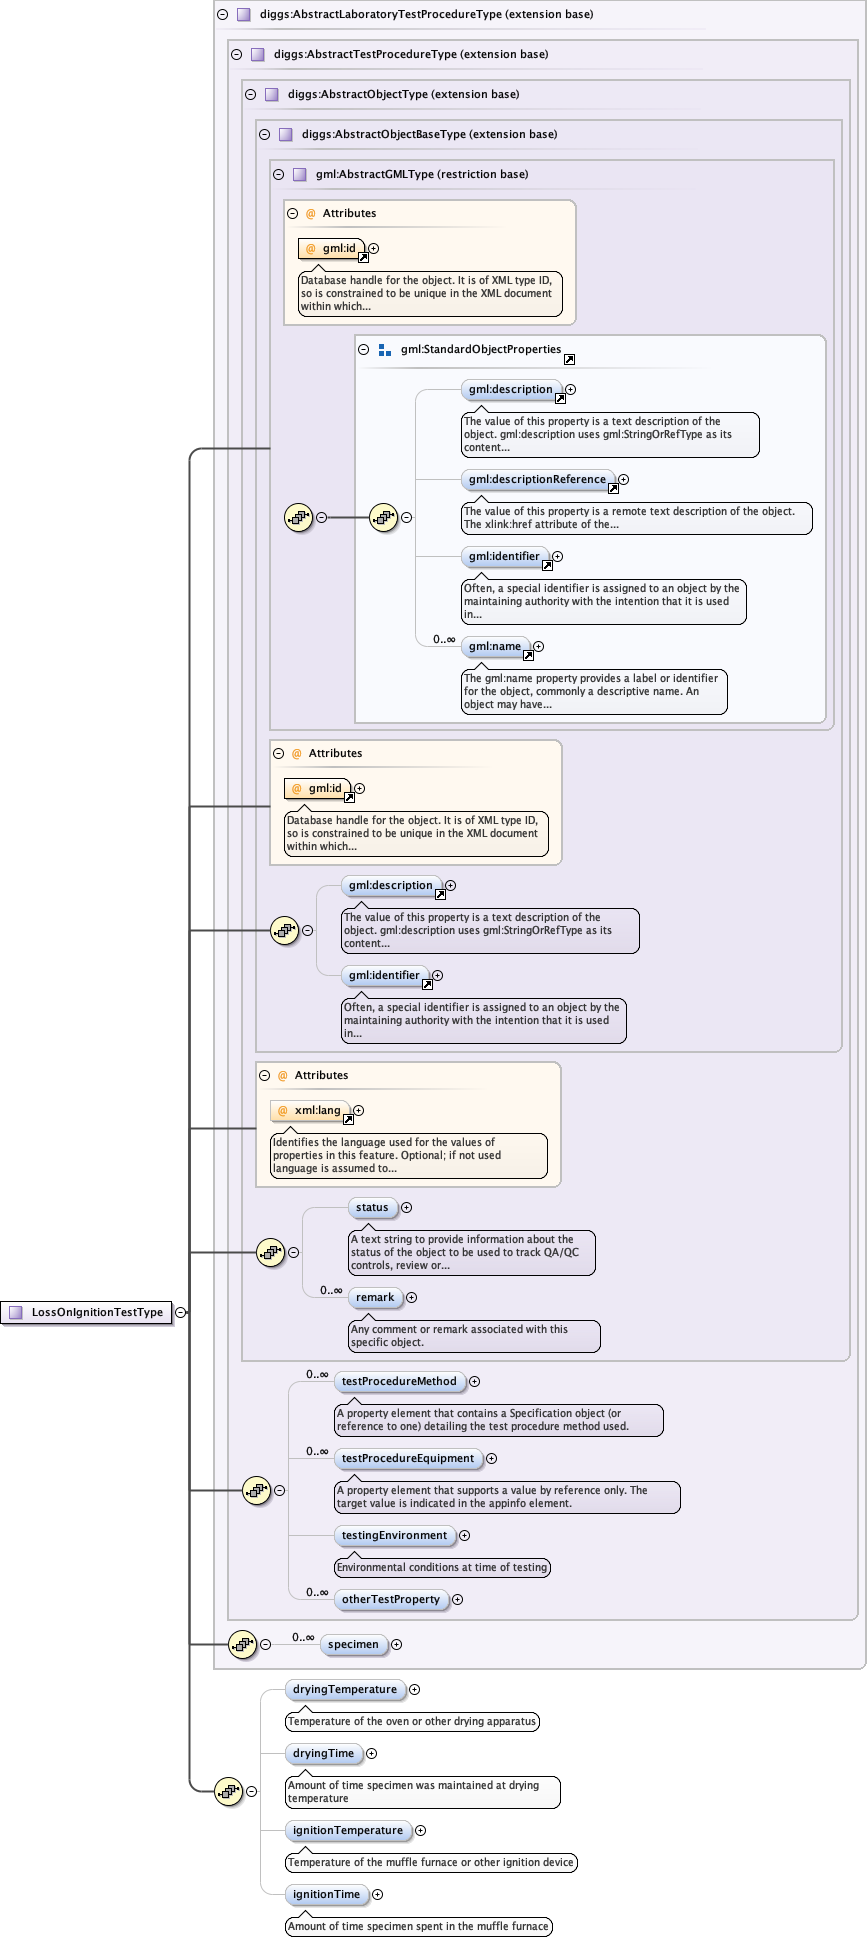 diggs:AbstractLaboratoryTestProcedureType (extension base)
diggs:AbstractTestProcedureType (extension base)
diggs:AbstractObjectType (extension base)
diggs:AbstractObjectBaseType (extension base)
gml:AbstractGMLType (restriction base)
@ Attributes
@ gml:id
Database handle for the object. It is of XML type ID,
so is constrained to be unique in the XML document
within which...
gml:StandardObjectProperties
gml:description
The value of this property is a text description of the
object. gml:description uses gml:StringOrRefType as its
content...
gml:descriptionReference
The value of this property is a remote text description of the object.
The xlink:href attribute of the...
gml:identifier
Often, a special identifier is assigned to an object by the
maintaining authority with the intention that it is used
in...
0..∞
gml:name
The gml:name property provides a label or identifier
for the object, commonly a descriptive name. An
object may have...
@ Attributes
@ gml:id
Database handle for the object. It is of XML type ID,
so is constrained to be unique in the XML document
within which...
gml:description
The value of this property is a text description of the
object. gml:description uses gml:StringOrRefType as its
content...
gml:identifier
Often, a special identifier is assigned to an object by the
maintaining authority with the intention that it is used
in...
@ Attributes
@ xml:lang
Identifies the language used for the values of
properties in this feature. Optional; if not used
language is assumed to...
status
A text string to provide information about the
status of the object to be used to track QA/QC
controls, review or...
0..∞
remark
Any comment or remark associated with this
specific object.
LossOnIgnitionTestType
0..∞
testProcedureMethod
A property element that contains a Specification object (or
reference to one) detailing the test procedure method used.
0..∞
testProcedureEquipment
A property element that supports a value by reference only. The
target value is indicated in the appinfo element.
testingEnvironment
Environmental conditions at time of testing
0..∞
otherTestProperty
0..∞
specimen
dryingTemperature
Temperature of the oven or other drying apparatus
dryingTime
Amount of time specimen was maintained at drying
temperature
ignitionTemperature
Temperature of the muffle furnace or other ignition device
ignitionTime
Amount of time specimen spent in the muffle furnace